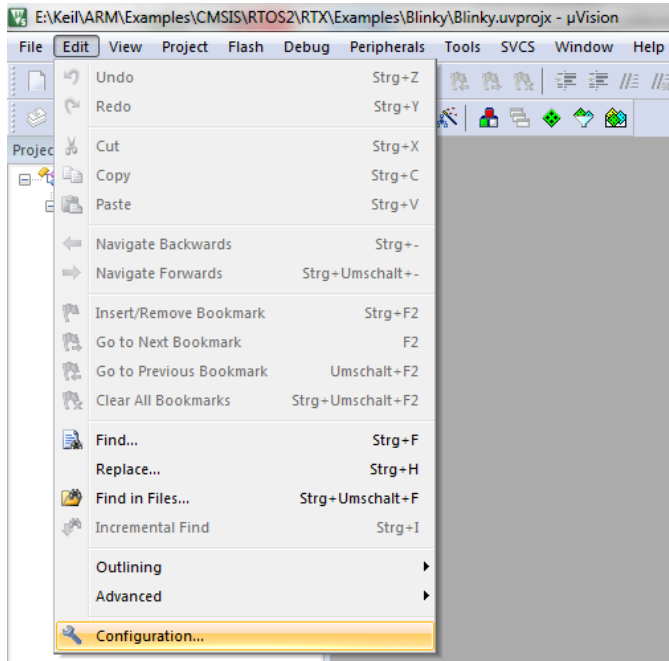 E:\Keil\ARM\Examples\CMSIS\RTOS2\RTX\Examples\Blinky\Blinky.uvprojx - µVision
File Edit View Project Flash Debug Peripherals Tools SVCS Window Help
Undo Strg+Z
Redo Strg+Y
Projec
Cut Strg+X
Copy Strg+C
Paste Strg+V
Navigate Backwards Strg+-
Navigate Forwards Strg+Umschalt+-
Insert/Remove Bookmark Strg+F2
Go to Next Bookmark F2
Go to Previous Bookmark Umschalt+F2
Clear All Bookmarks Strg+Umschalt+F2
Find... Strg+F
Replace... Strg+H
Find in Files... Strg+Umschalt+F
Incremental Find Strg+I
Outlining
Advanced
Configuration...